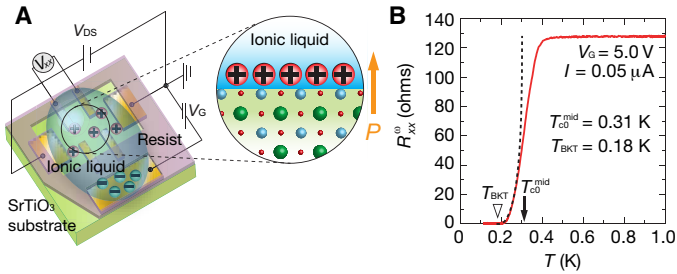 A
V_DS
V_xx
Ionic liquid
P
V_G
Resist
Ionic liquid
SrTiO₃
substrate
B
R^ω_xx (ohms)
140
120
100
80
60
40
20
0
V_G = 5.0 V
I = 0.05 μA
T_c0^mid = 0.31 K
T_BKT = 0.18 K
T_BKT
T_c0^mid
0 0.2 0.4 0.6 0.8 1.0
T (K)